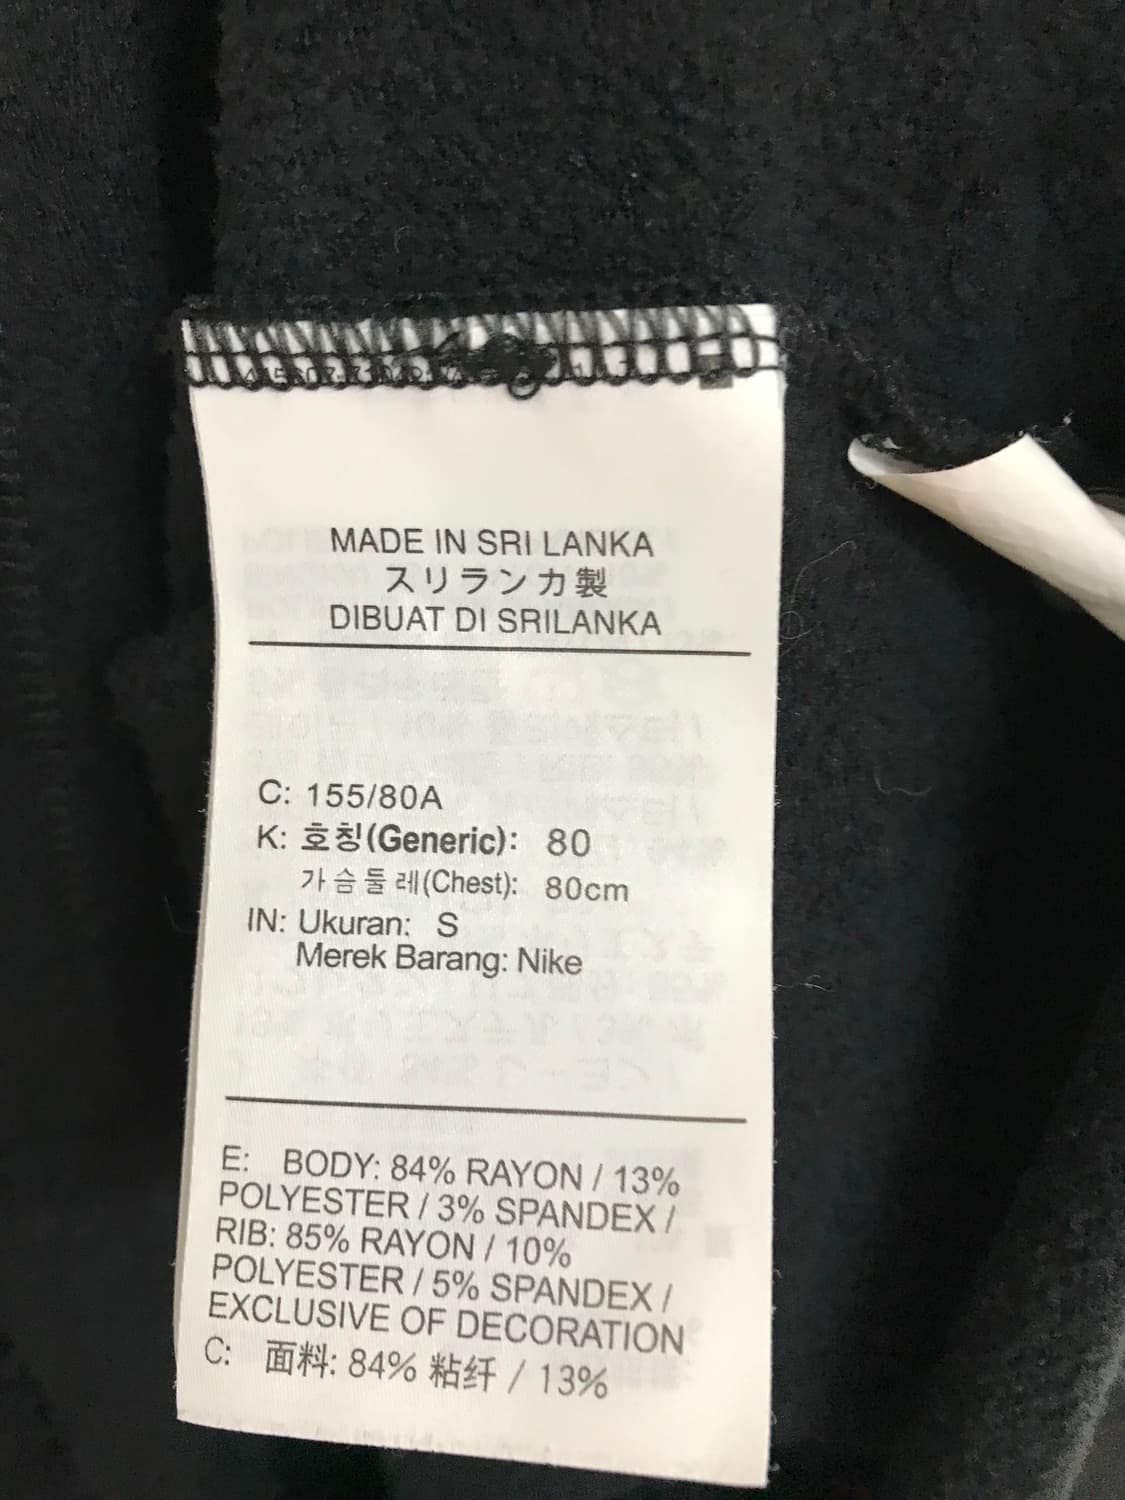 MADE IN SRI LANKA
スリランカ製
DIBUAT DI SRILANKA
C: 155/80A
K: 호칭(Generic): 80
가슴둘레(Chest): 80cm
IN: Ukuran: S
Merek Barang: Nike
E: BODY: 84% RAYON / 13%
POLYESTER / 3% SPANDEX /
RIB: 85% RAYON / 10%
POLYESTER / 5% SPANDEX /
EXCLUSIVE OF DECORATION
C: 面料: 84% 粘纤 / 13%